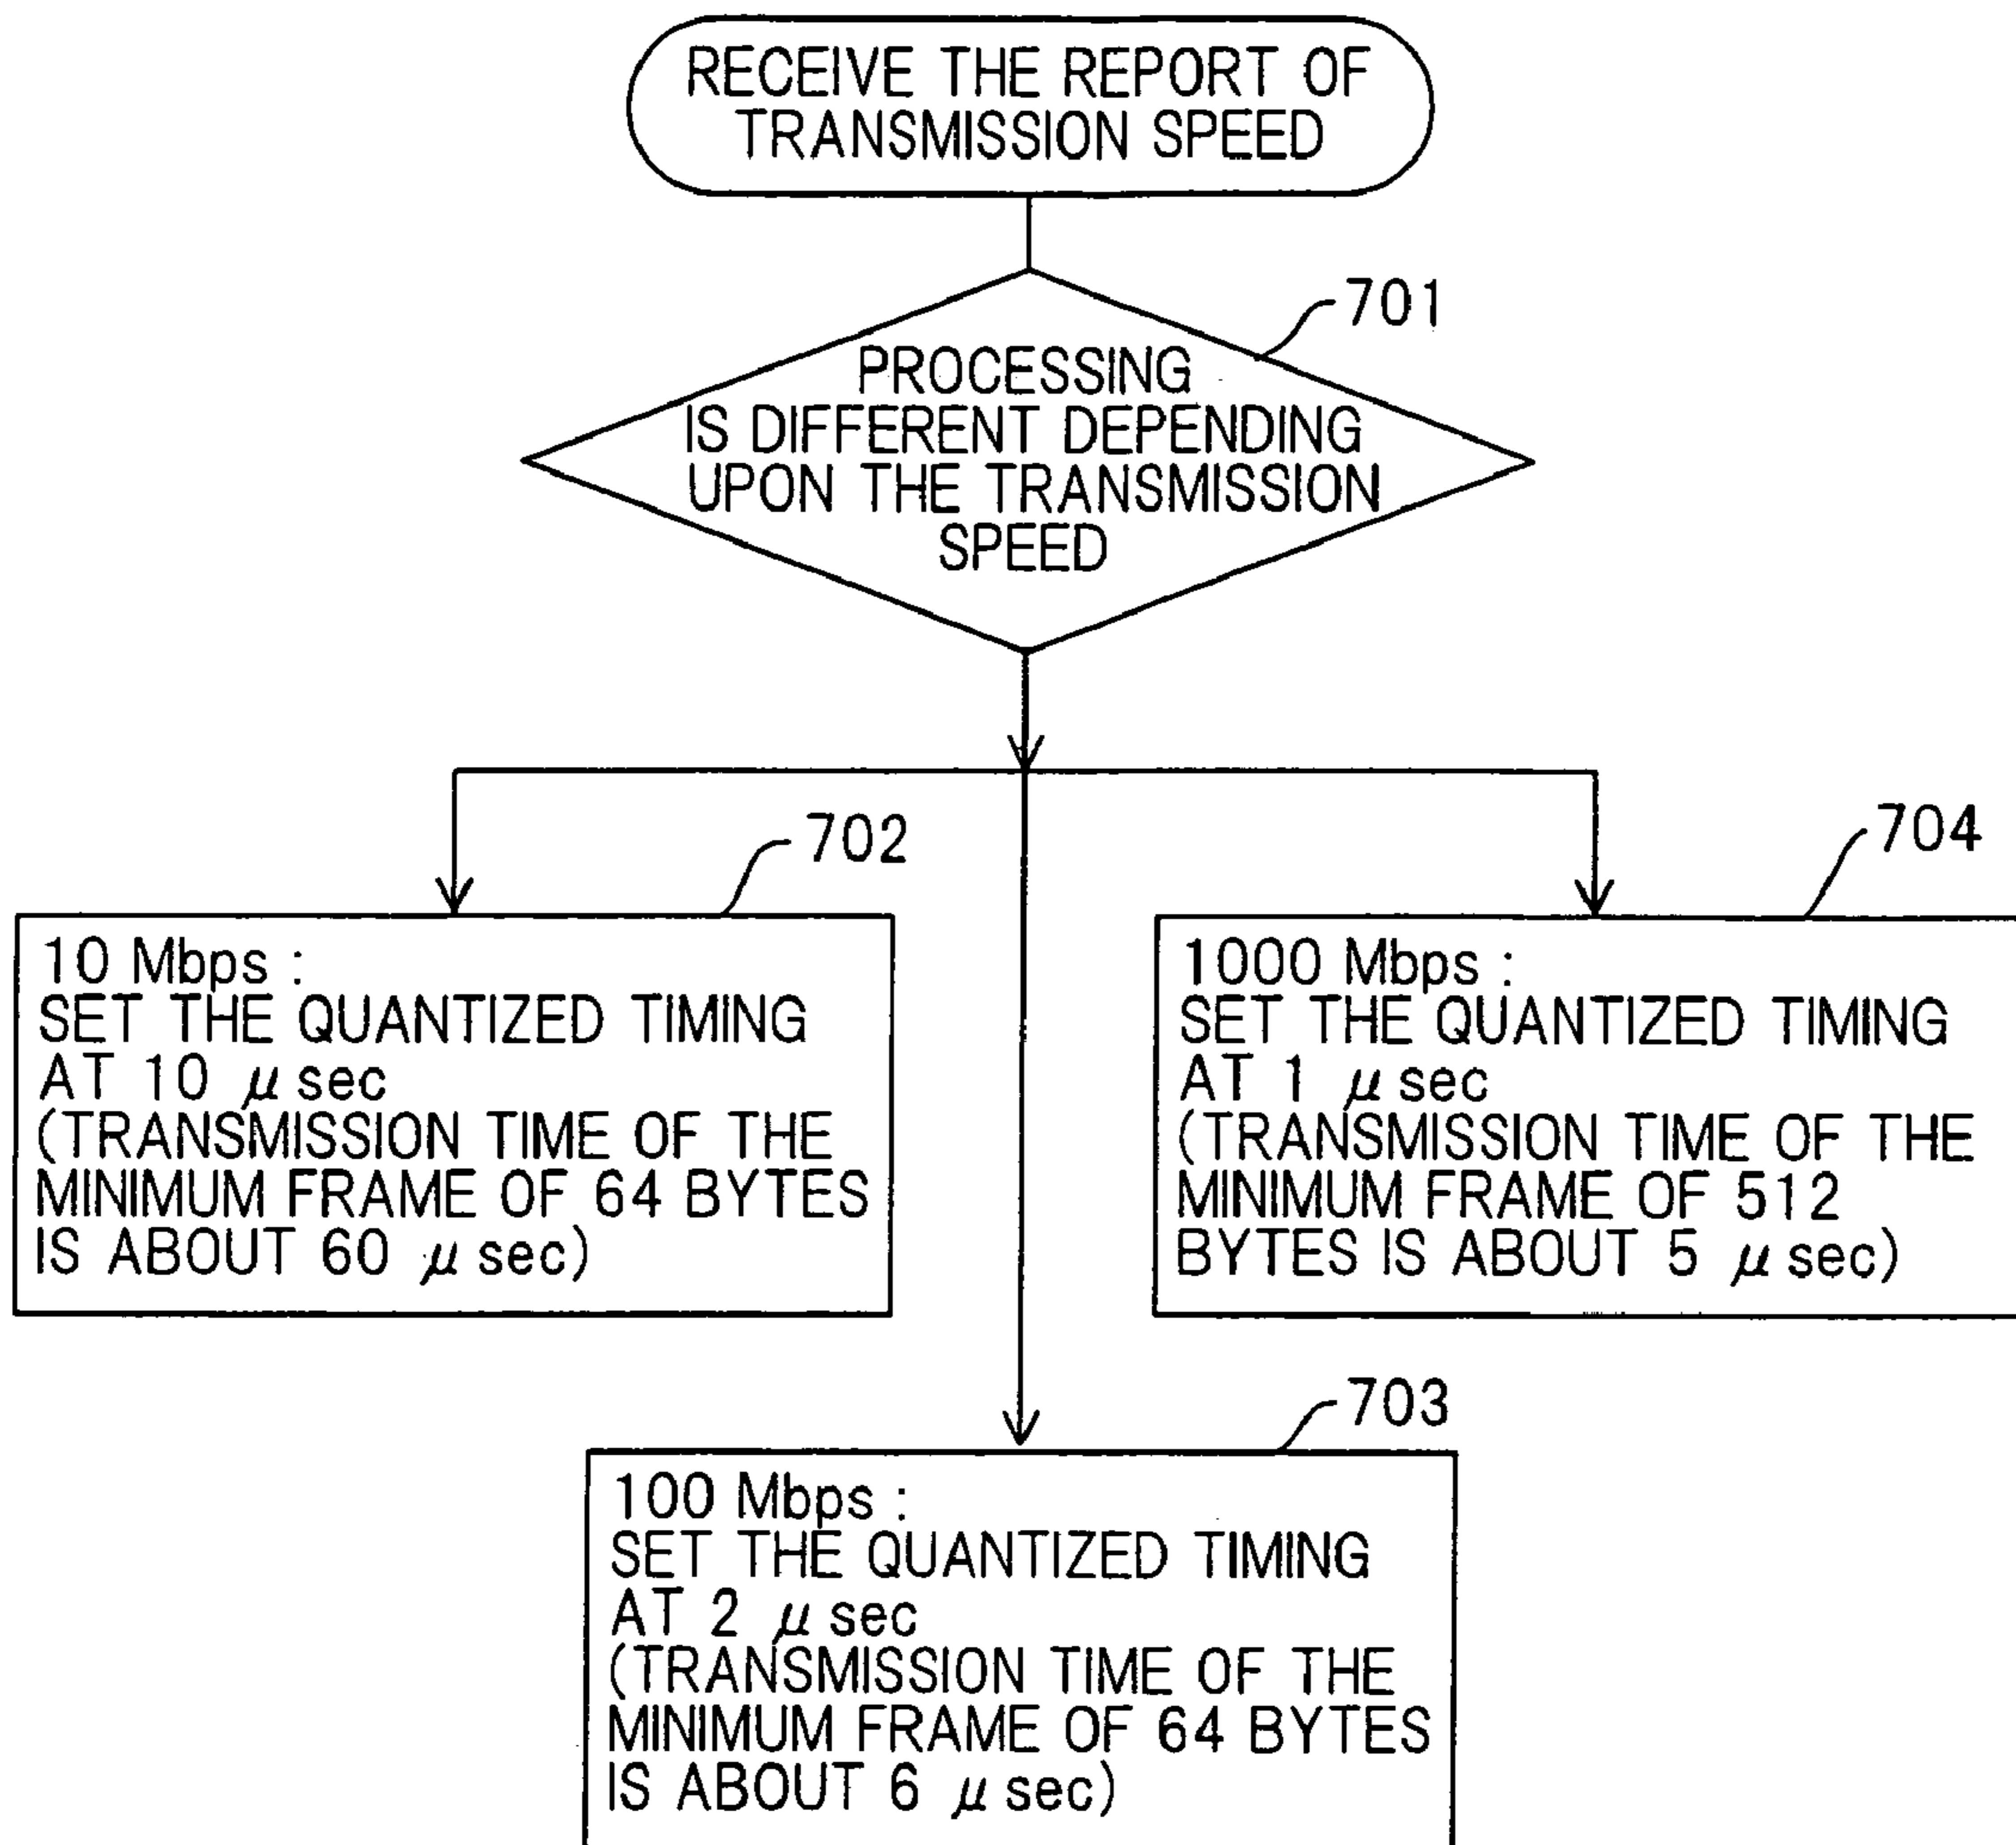 RECEIVE THE REPORT OF
TRANSMISSION SPEED
701
PROCESSING
IS DIFFERENT DEPENDING
UPON THE TRANSMISSION
SPEED
702
10 Mbps :
SET THE QUANTIZED TIMING
AT 10 μ sec
(TRANSMISSION TIME OF THE
MINIMUM FRAME OF 64 BYTES
IS ABOUT 60 μ sec)
704
1000 Mbps :
SET THE QUANTIZED TIMING
AT 1 μ sec
(TRANSMISSION TIME OF THE
MINIMUM FRAME OF 512
BYTES IS ABOUT 5 μ sec)
703
100 Mbps :
SET THE QUANTIZED TIMING
AT 2 μ sec
(TRANSMISSION TIME OF THE
MINIMUM FRAME OF 64 BYTES
IS ABOUT 6 μ sec)